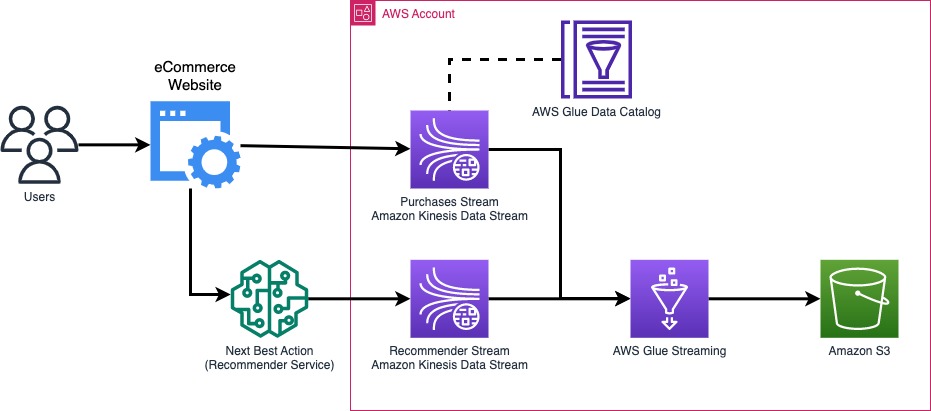 AWS Account
eCommerce
Website
AWS Glue Data Catalog
Users
Purchases Stream
Amazon Kinesis Data Stream
Next Best Action
(Recommender Service)
Recommender Stream
Amazon Kinesis Data Stream
AWS Glue Streaming
Amazon S3